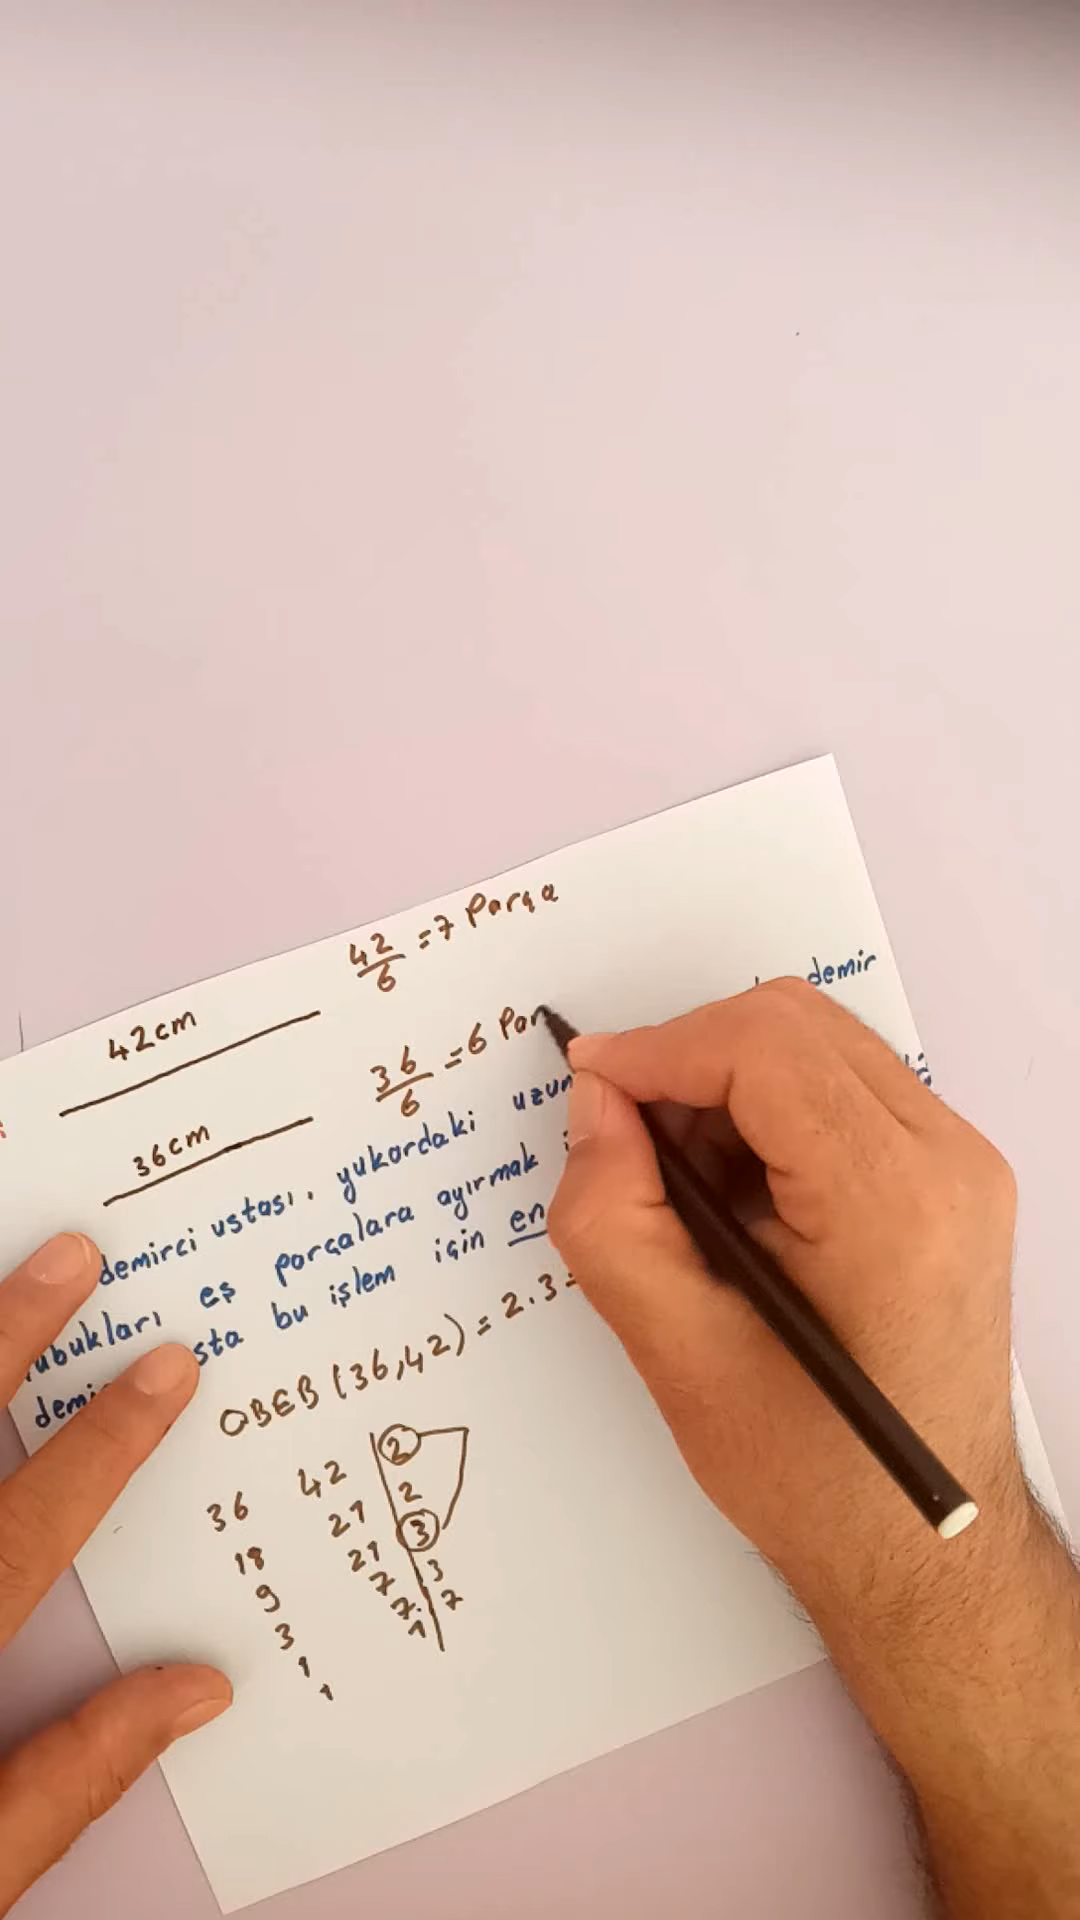 42/6 = 7 Parça
42cm
36/6 = 6 Par
36cm
demir
demirci ustası, yukardaki uzun
çubukları eş parçalara ayırmak
usta bu işlem için en
OBEB (36,42) = 2.3 =
36 42 2
18 21 2
9 21 3
3 7 3
1 7 7
1 1